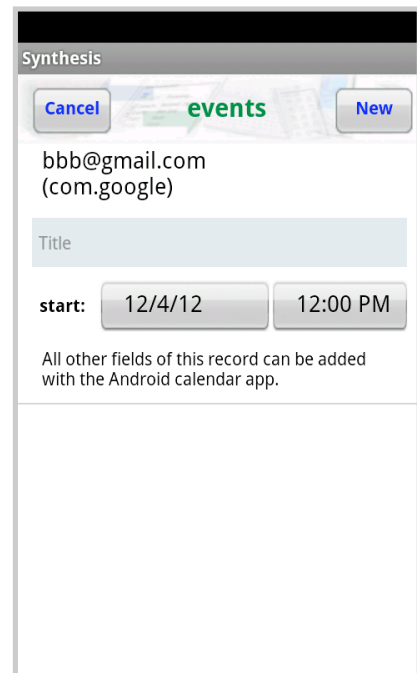 Synthesis
Cancel events New
bbb@gmail.com
(com.google)
Title
start: 12/4/12 12:00 PM
All other fields of this record can be added
with the Android calendar app.